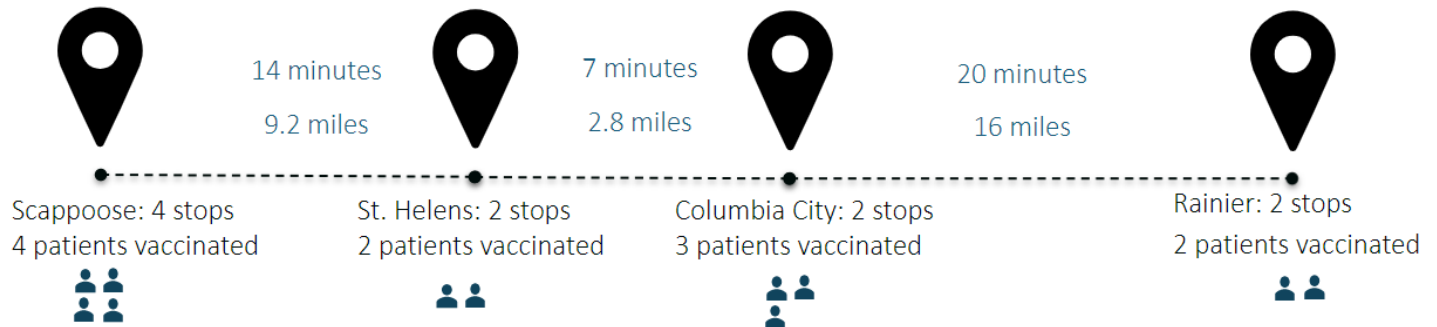 14 minutes
9.2 miles
7 minutes
2.8 miles
20 minutes
16 miles
Scappoose: 4 stops
4 patients vaccinated
St. Helens: 2 stops
2 patients vaccinated
Columbia City: 2 stops
3 patients vaccinated
Rainier: 2 stops
2 patients vaccinated